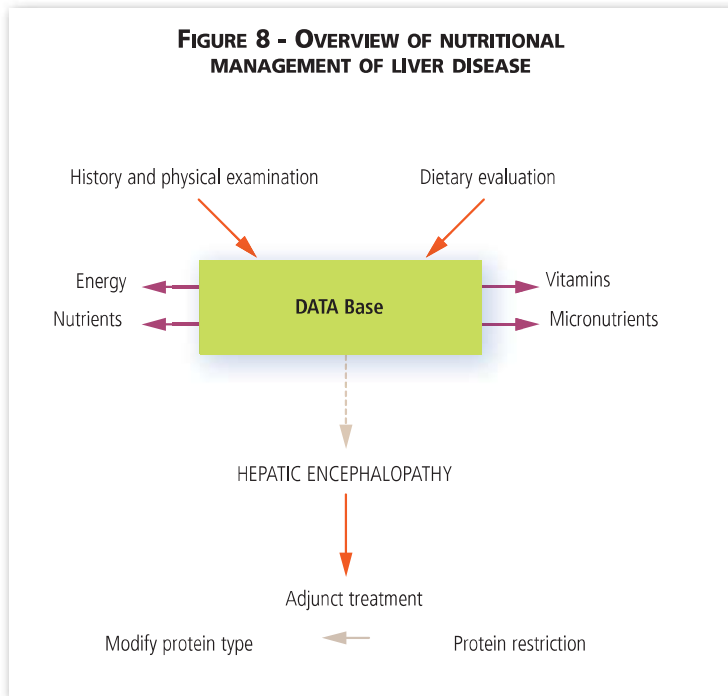 FIGURE 8 - OVERVIEW OF NUTRITIONAL
MANAGEMENT OF LIVER DISEASE
History and physical examination
Dietary evaluation
Energy
Nutrients
DATA Base
Vitamins
Micronutrients
HEPATIC ENCEPHALOPATHY
Adjunct treatment
Modify protein type
Protein restriction